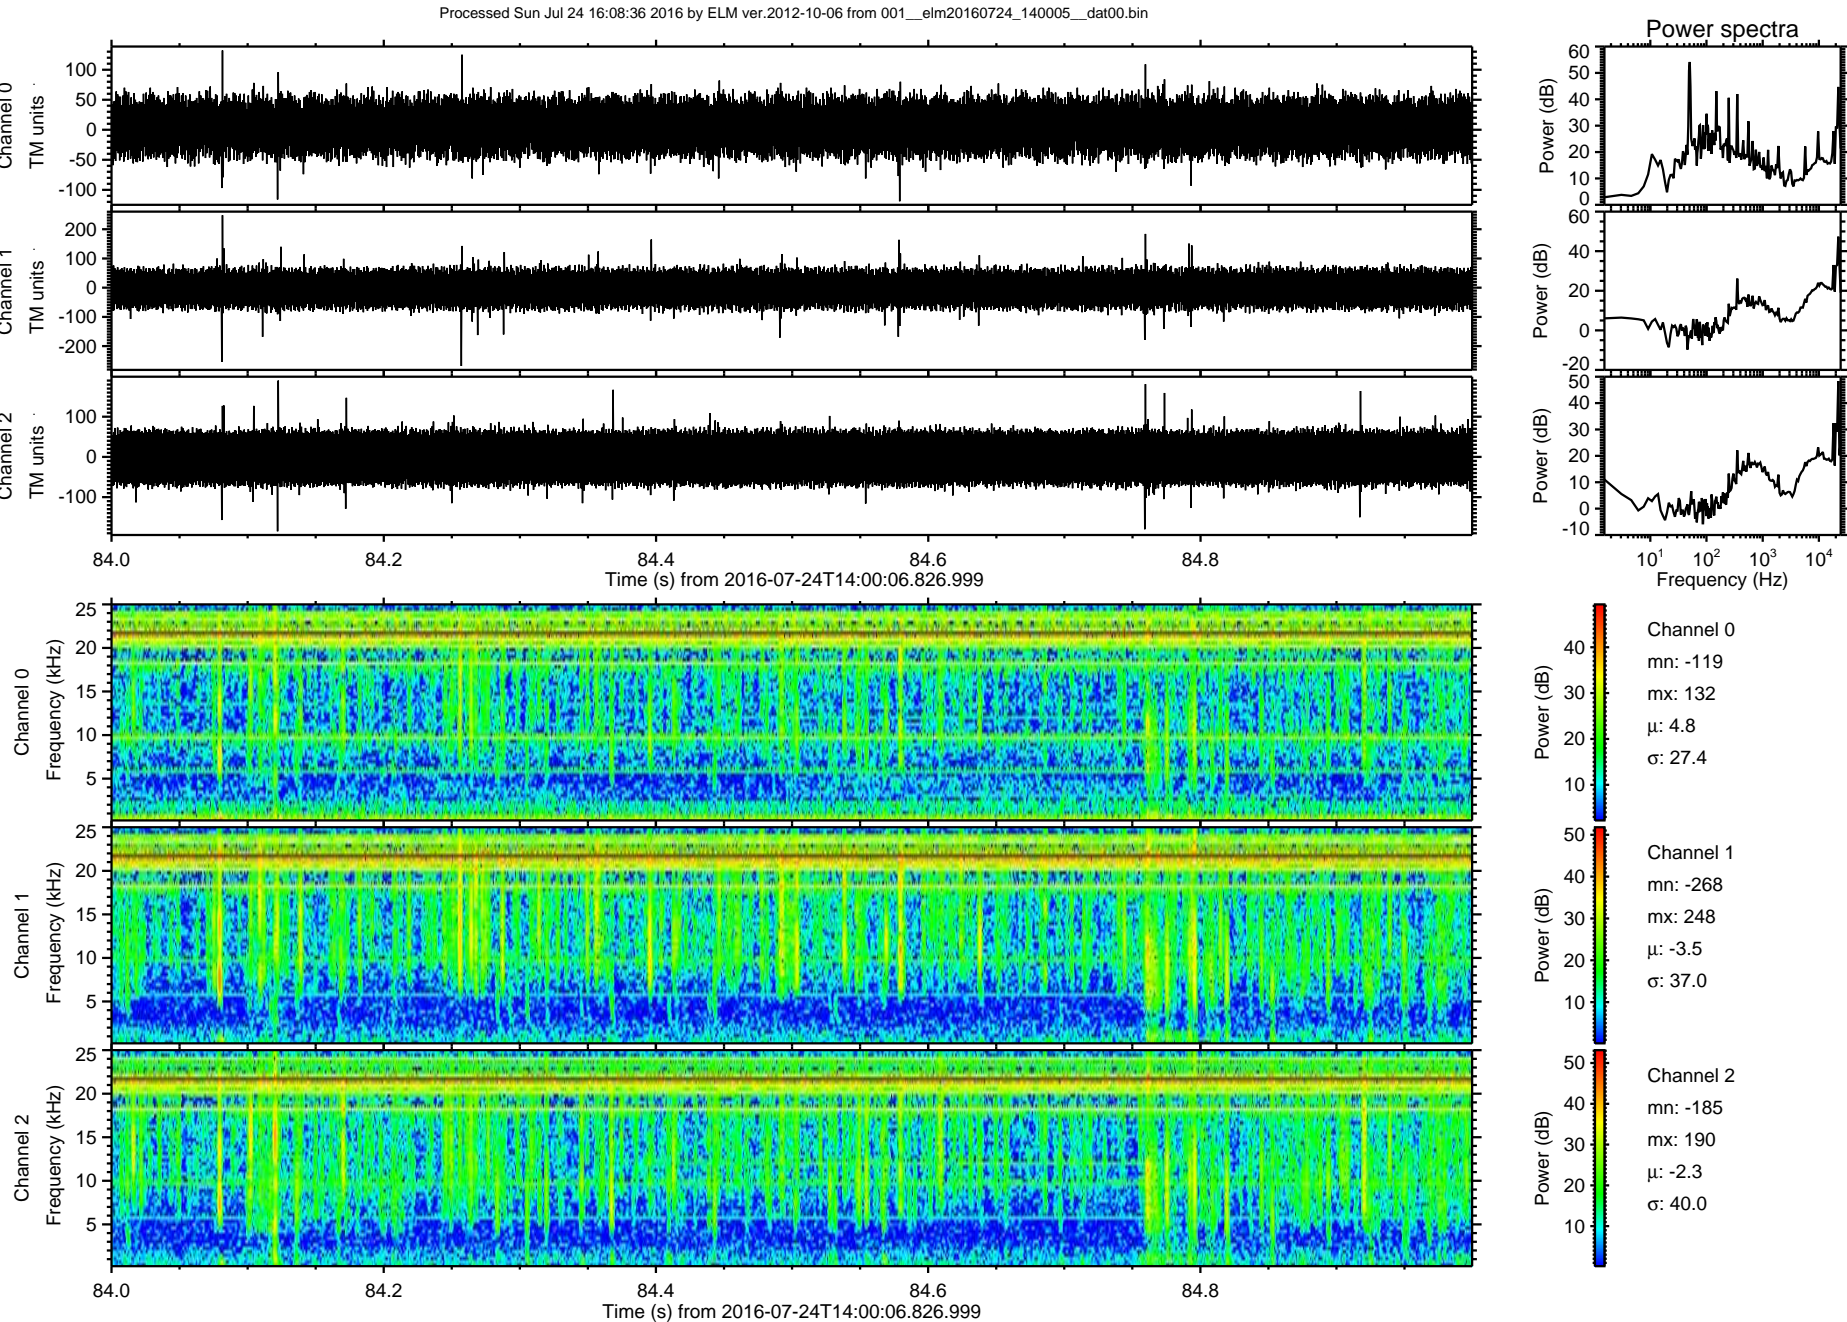 Processed Sun Jul 24 16:08:36 2016 by ELM ver.2012-10-06 from 001__elm20160724_140005__dat00.bin
Power spectra
Channel 0
TM units
100
50
0
-50
-100
Power (dB)
60
50
40
30
20
10
0
Channel 1
TM units
200
100
0
-100
-200
Power (dB)
60
40
20
0
-20
Channel 2
TM units
100
0
-100
Power (dB)
50
40
30
20
10
0
-10
84.0 84.2 84.4 84.6 84.8
Time (s) from 2016-07-24T14:00:06.826.999
10^1 10^2 10^3 10^4
Frequency (Hz)
Channel 0
Frequency (kHz)
25
20
15
10
5
Power (dB)
40
30
20
10
Channel 0
mn: -119
mx: 132
μ: 4.8
σ: 27.4
Channel 1
Frequency (kHz)
25
20
15
10
5
Power (dB)
50
40
30
20
10
Channel 1
mn: -268
mx: 248
μ: -3.5
σ: 37.0
Channel 2
Frequency (kHz)
25
20
15
10
5
Power (dB)
50
40
30
20
10
Channel 2
mn: -185
mx: 190
μ: -2.3
σ: 40.0
84.0 84.2 84.4 84.6 84.8
Time (s) from 2016-07-24T14:00:06.826.999